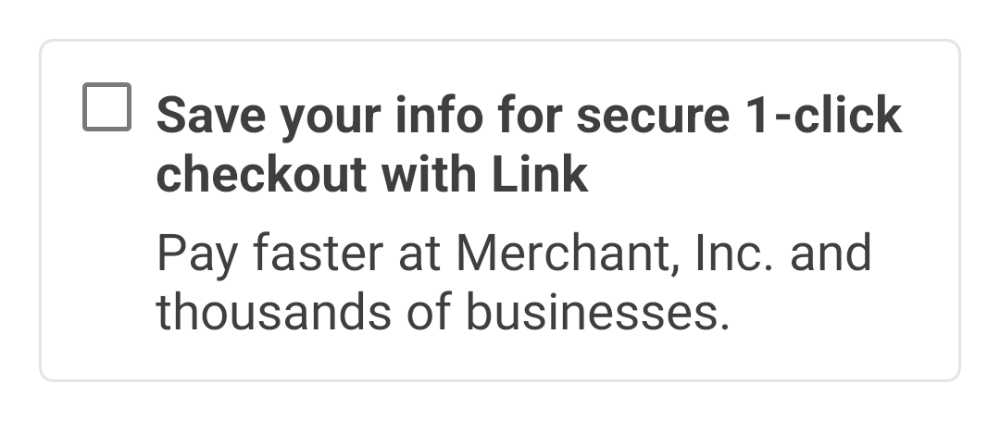 Save your info for secure 1-click
checkout with Link
Pay faster at Merchant, Inc. and
thousands of businesses.